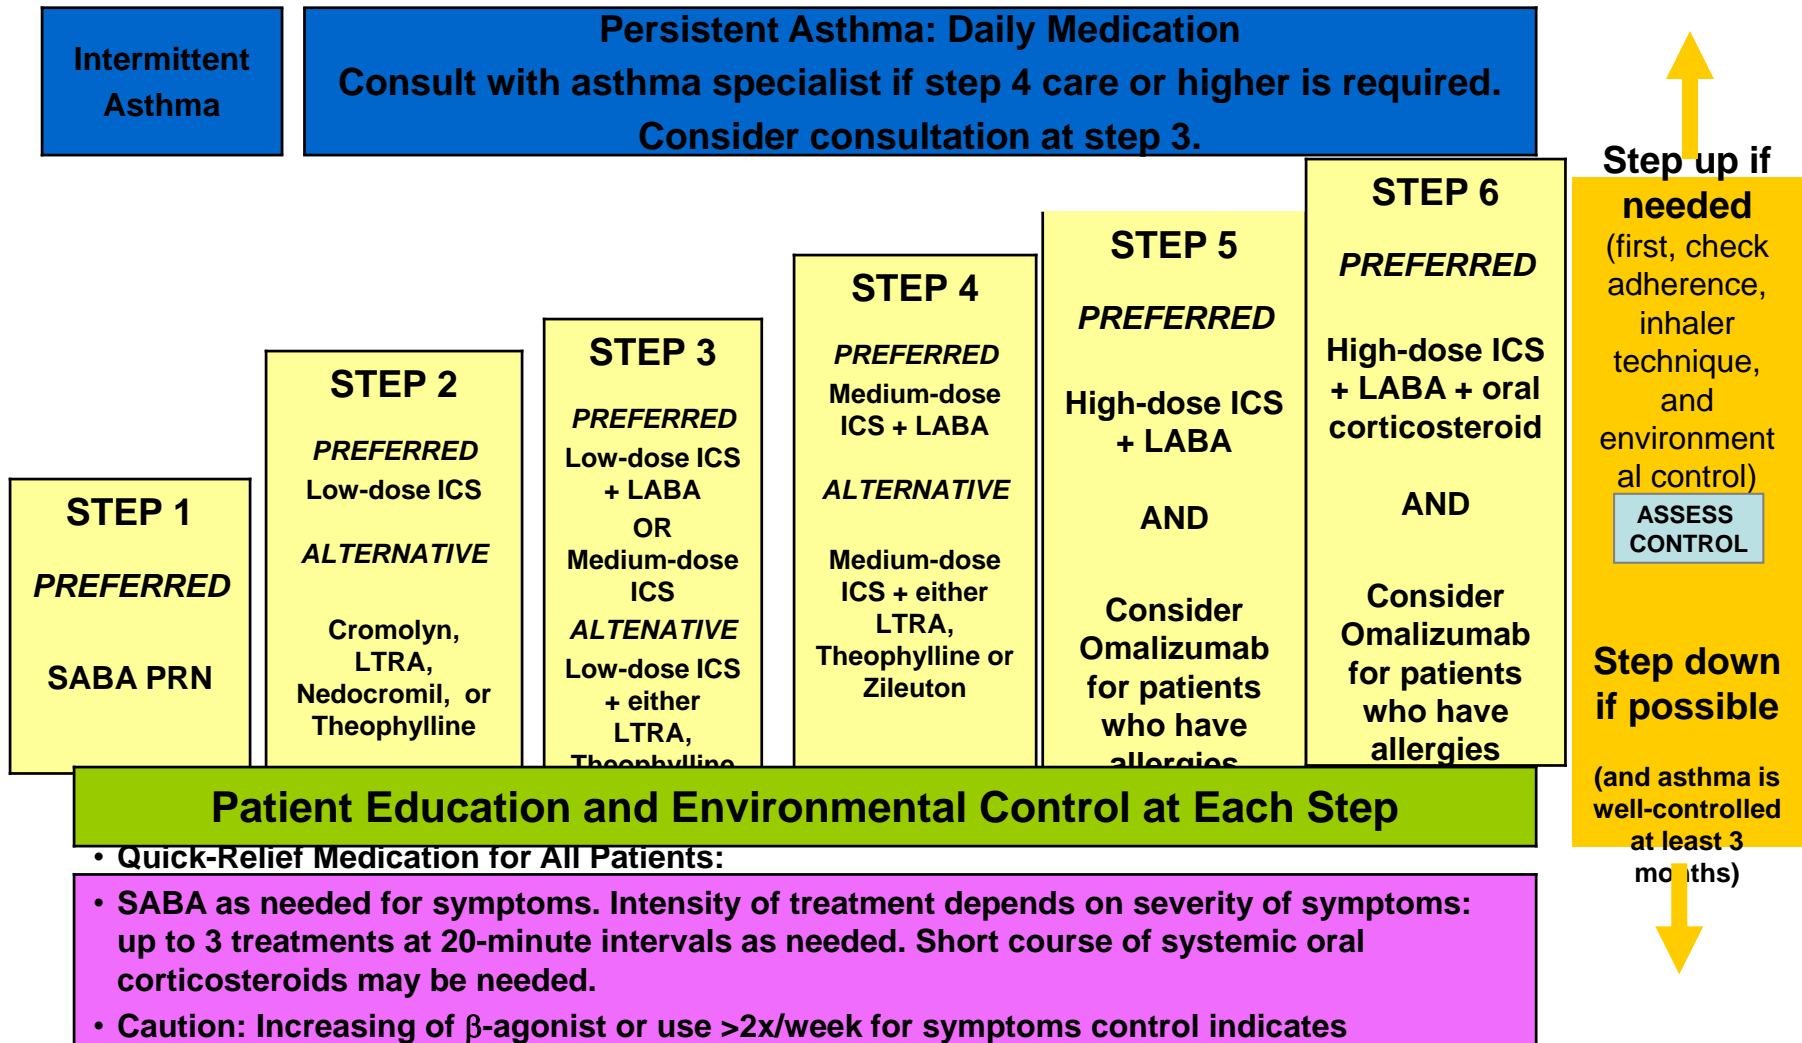 Intermittent
Asthma
Persistent Asthma: Daily Medication
Consult with asthma specialist if step 4 care or higher is required.
Consider consultation at step 3.
STEP 1
PREFERRED
SABA PRN
STEP 2
PREFERRED
Low-dose ICS
ALTERNATIVE
Cromolyn,
LTRA,
Nedocromil, or
Theophylline
STEP 3
PREFERRED
Low-dose ICS
+ LABA
OR
Medium-dose
ICS
ALTENATIVE
Low-dose ICS
+ either
LTRA,
Theophylline
STEP 4
PREFERRED
Medium-dose
ICS + LABA
ALTERNATIVE
Medium-dose
ICS + either
LTRA,
Theophylline or
Zileuton
STEP 5
PREFERRED
High-dose ICS
+ LABA
AND
Consider
Omalizumab
for patients
who have
allergies
STEP 6
PREFERRED
High-dose ICS
+ LABA + oral
corticosteroid
AND
Consider
Omalizumab
for patients
who have
allergies
Step up if
needed
(first, check
adherence,
inhaler
technique,
and
environment
al control)
ASSESS
CONTROL
Step down
if possible
(and asthma is
well-controlled
at least 3
months)
Patient Education and Environmental Control at Each Step
• Quick-Relief Medication for All Patients:
• SABA as needed for symptoms. Intensity of treatment depends on severity of symptoms:
up to 3 treatments at 20-minute intervals as needed. Short course of systemic oral
corticosteroids may be needed.
• Caution: Increasing of β-agonist or use >2x/week for symptoms control indicates